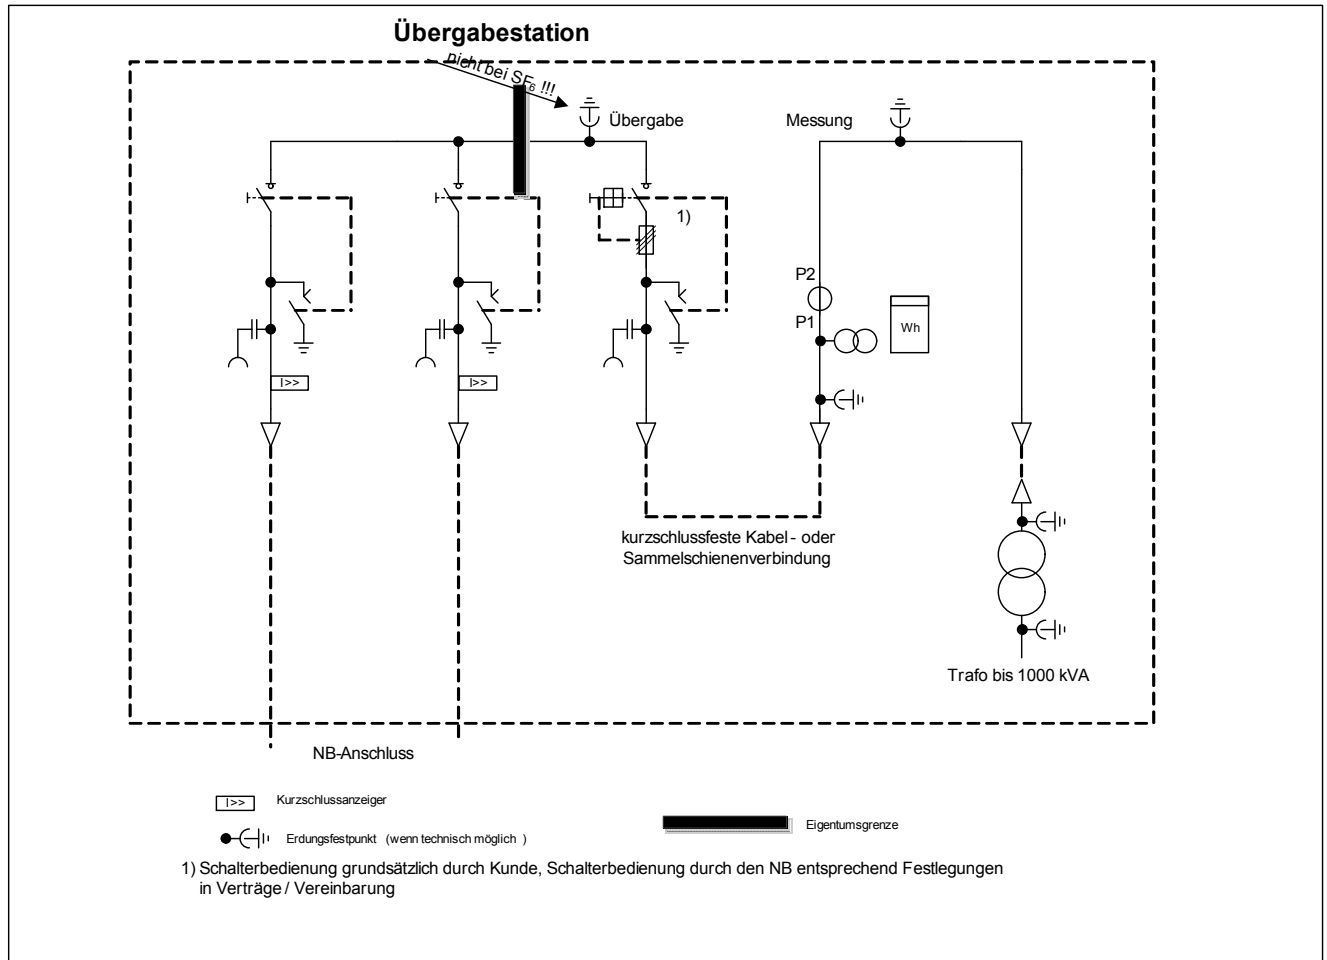 Übergabestation
nicht bei SF₆ !!!
Übergabe
Messung
1)
P2
P1
Wh
I>>
I>>
kurzschlussfeste Kabel - oder
Sammelschienenverbindung
Trafo bis 1000 kVA
NB-Anschluss
I>> Kurzschlussanzeiger
Erdungsfestpunkt (wenn technisch möglich )
Eigentumsgrenze
1) Schalterbedienung grundsätzlich durch Kunde, Schalterbedienung durch den NB entsprechend Festlegungen
in Verträge / Vereinbarung